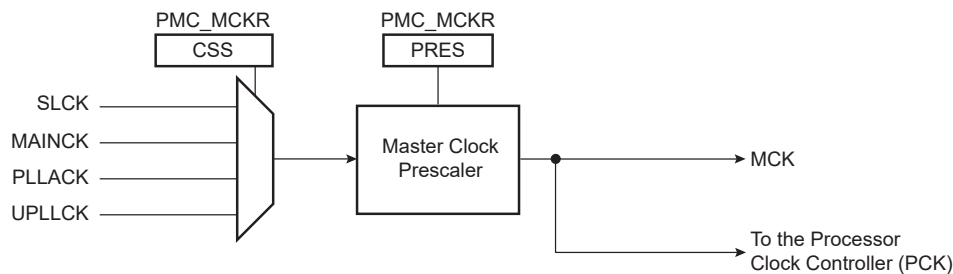 PMC_MCKR
PMC_MCKR
CSS
PRES
SLCK
MAINCK
PLLACK
UPLLCK
Master Clock
Prescaler
MCK
To the Processor
Clock Controller (PCK)